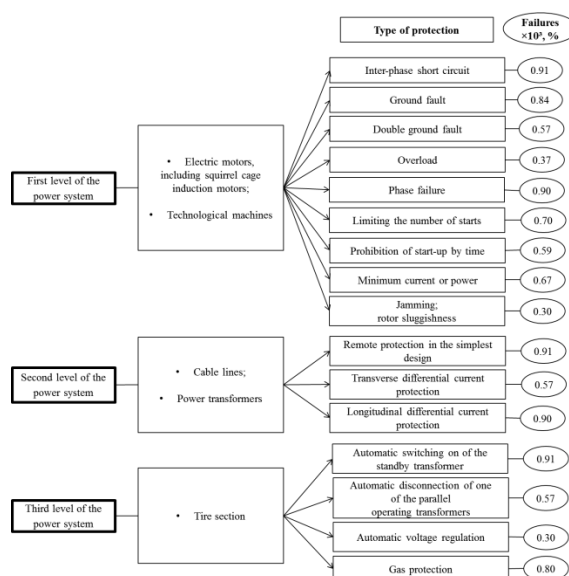 Type of protection
Failures
×10³, %
First level of the
power system
• Electric motors,
including squirrel cage
induction motors;
• Technological machines
Inter-phase short circuit
0.91
Ground fault
0.84
Double ground fault
0.57
Overload
0.37
Phase failure
0.90
Limiting the number of starts
0.70
Prohibition of start-up by time
0.59
Minimum current or power
0.67
Jamming;
rotor sluggishness
0.30
Second level of the
power system
• Cable lines;
• Power transformers
Remote protection in the simplest
design
0.91
Transverse differential current
protection
0.57
Longitudinal differential current
protection
0.90
Third level of the
power system
• Tire section
Automatic switching on of the
standby transformer
0.91
Automatic disconnection of one
of the parallel
operating transformers
0.57
Automatic voltage regulation
0.30
Gas protection
0.80